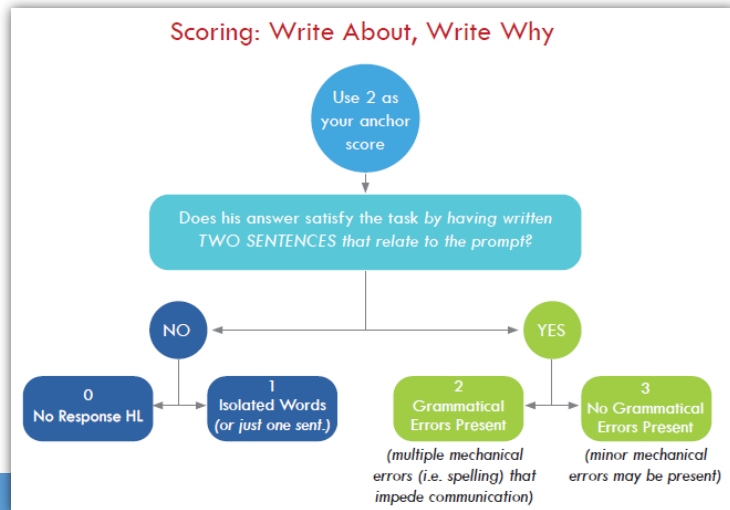 Scoring: Write About, Write Why
Use 2 as
your anchor
score
Does his answer satisfy the task by having written
TWO SENTENCES that relate to the prompt?
NO
YES
0
No Response HL
1
Isolated Words
(or just one sent.)
2
Grammatical
Errors Present
3
No Grammatical
Errors Present
(multiple mechanical
errors (i.e. spelling) that
impede communication)
(minor mechanical
errors may be present)